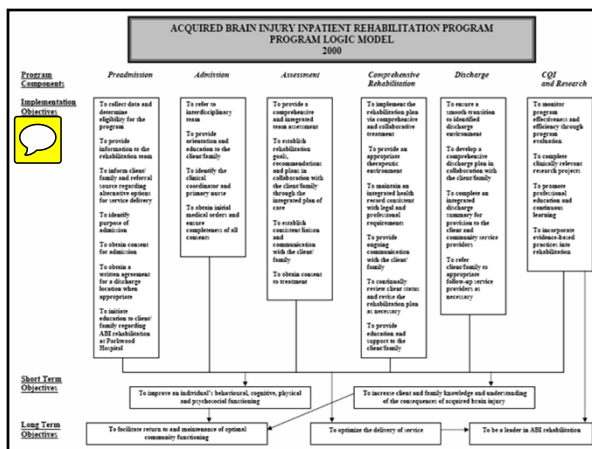 ACQUIRED BRAIN INJURY INPATIENT REHABILITATION PROGRAM
PROGRAM LOGIC MODEL
2000
Program
Components
Preadmission
Admission
Assessment
Comprehensive
Rehabilitation
Discharge
CQI
and Research
Implementation
Objectives
To collect data and
determine
eligibility for the
program
To provide
information to the
rehabilitation team
To inform client/
family and referral
source regarding
alternative options
for service delivery
To identify
purpose of
admission
To obtain consent
for admission
To obtain a
written agreement
for a discharge
location when
appropriate
To initiate
education to client/
family regarding
ABI rehabilitation
at Parkwood
Hospital
To refer to
interdisciplinary
team
To provide
orientation and
education to the
client/family
To identify the
clinical
coordinator and
primary nurse
To obtain initial
medical orders and
ensure
completeness of all
consents
To provide a
comprehensive
and integrated
team assessment
To establish
rehabilitation
goals,
recommendations
and plans in
collaboration with
the client/family
through the
integrated plan of
care
To establish
consistent liaison and
communication
with the client/
family
To obtain consent
to treatment
To implement the
rehabilitation plan
via comprehensive
and collaborative
treatment
To provide an
appropriate
therapeutic
environment
To maintain an
integrated health
record consistent
with legal and
professional
requirements
To provide
ongoing
communication
with the client/
family
To continually
review client status
and revise the
rehabilitation plan
as necessary
To provide
education and
support to the
client/family
To ensure a
smooth transition
to identified
discharge
environment
To develop a
comprehensive
discharge plan in
collaboration with
the client/family
To complete an
integrated
discharge
summary for
provision to the
client and
community service
providers
To refer
client/family to
appropriate
follow-up service
providers as
necessary
To monitor
program
effectiveness and
efficiency through
program
evaluation
To complete
clinically relevant
research projects
To promote
professional
education and
continuous
learning
To incorporate
evidence-based
practices into
rehabilitation
Short Term
Objectives
To improve an individual's behavioural, cognitive, physical
and psychosocial functioning
To increase client and family knowledge and understanding
of the consequences of acquired brain injury
Long Term
Objectives
To facilitate return to and maintenance of optimal
community functioning
To optimize the delivery of service
To be a leader in ABI rehabilitation